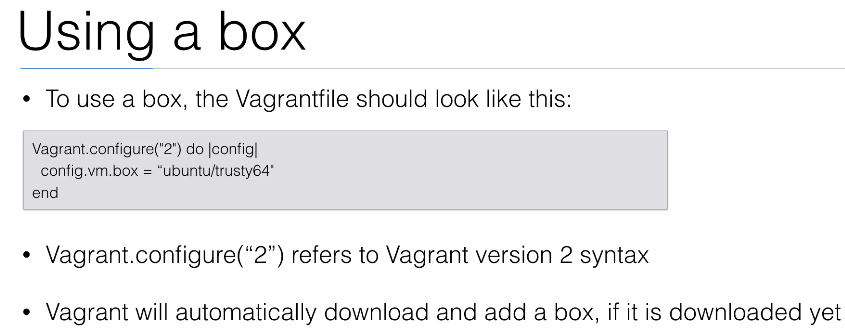 Using a box
• To use a box, the Vagrantfile should look like this:
Vagrant.configure("2") do |config|
  config.vm.box = “ubuntu/trusty64"
end
• Vagrant.configure(“2”) refers to Vagrant version 2 syntax
• Vagrant will automatically download and add a box, if it is downloaded yet